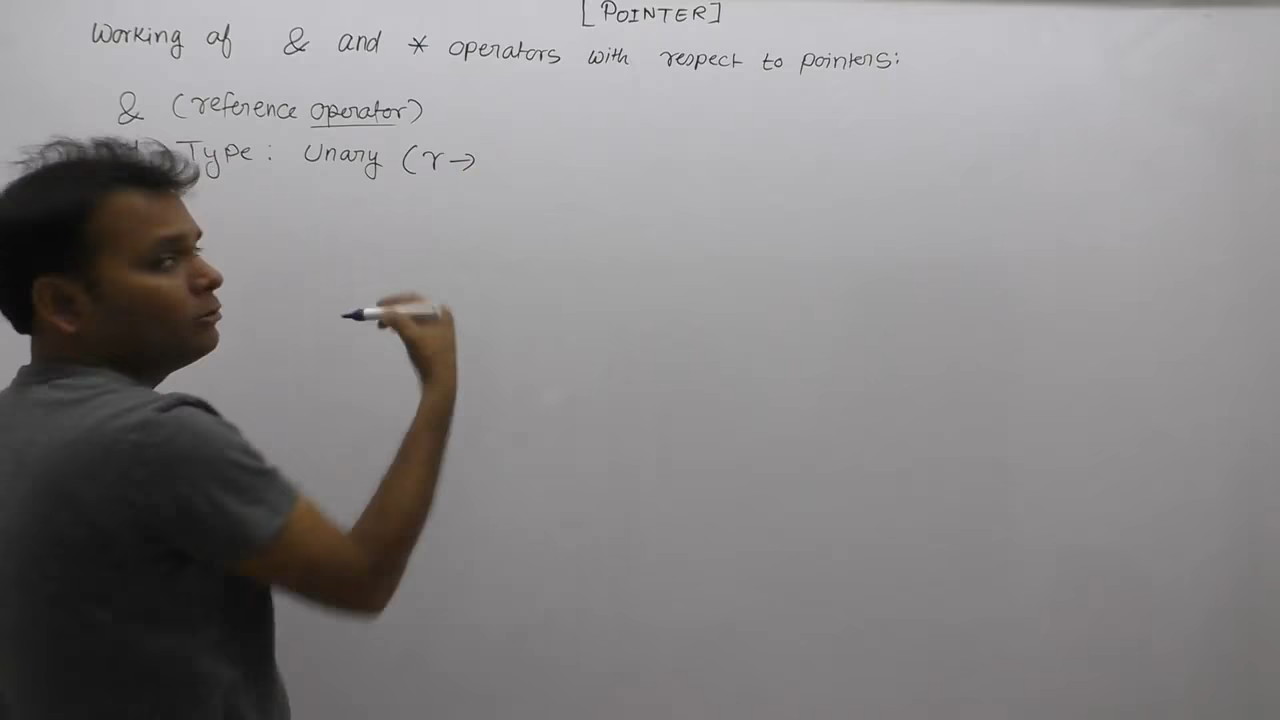 [POINTER]
Working of & and * operators with respect to pointers:
& (reference operator)
Type: Unary (r →